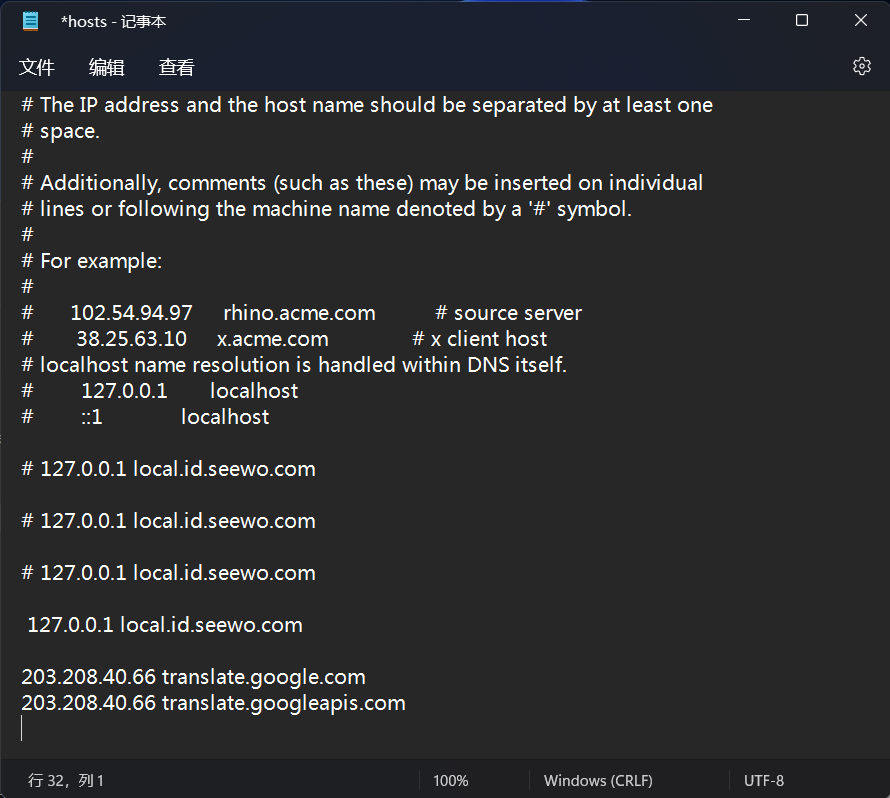 *hosts - 记事本
文件 编辑 查看
# The IP address and the host name should be separated by at least one
# space.
#
# Additionally, comments (such as these) may be inserted on individual
# lines or following the machine name denoted by a '#' symbol.
#
# For example:
#
# 102.54.94.97 rhino.acme.com # source server
# 38.25.63.10 x.acme.com # x client host
# localhost name resolution is handled within DNS itself.
# 127.0.0.1 localhost
# ::1 localhost
# 127.0.0.1 local.id.seewo.com
# 127.0.0.1 local.id.seewo.com
# 127.0.0.1 local.id.seewo.com
127.0.0.1 local.id.seewo.com
203.208.40.66 translate.google.com
203.208.40.66 translate.googleapis.com
行 32，列 1 100% Windows (CRLF) UTF-8